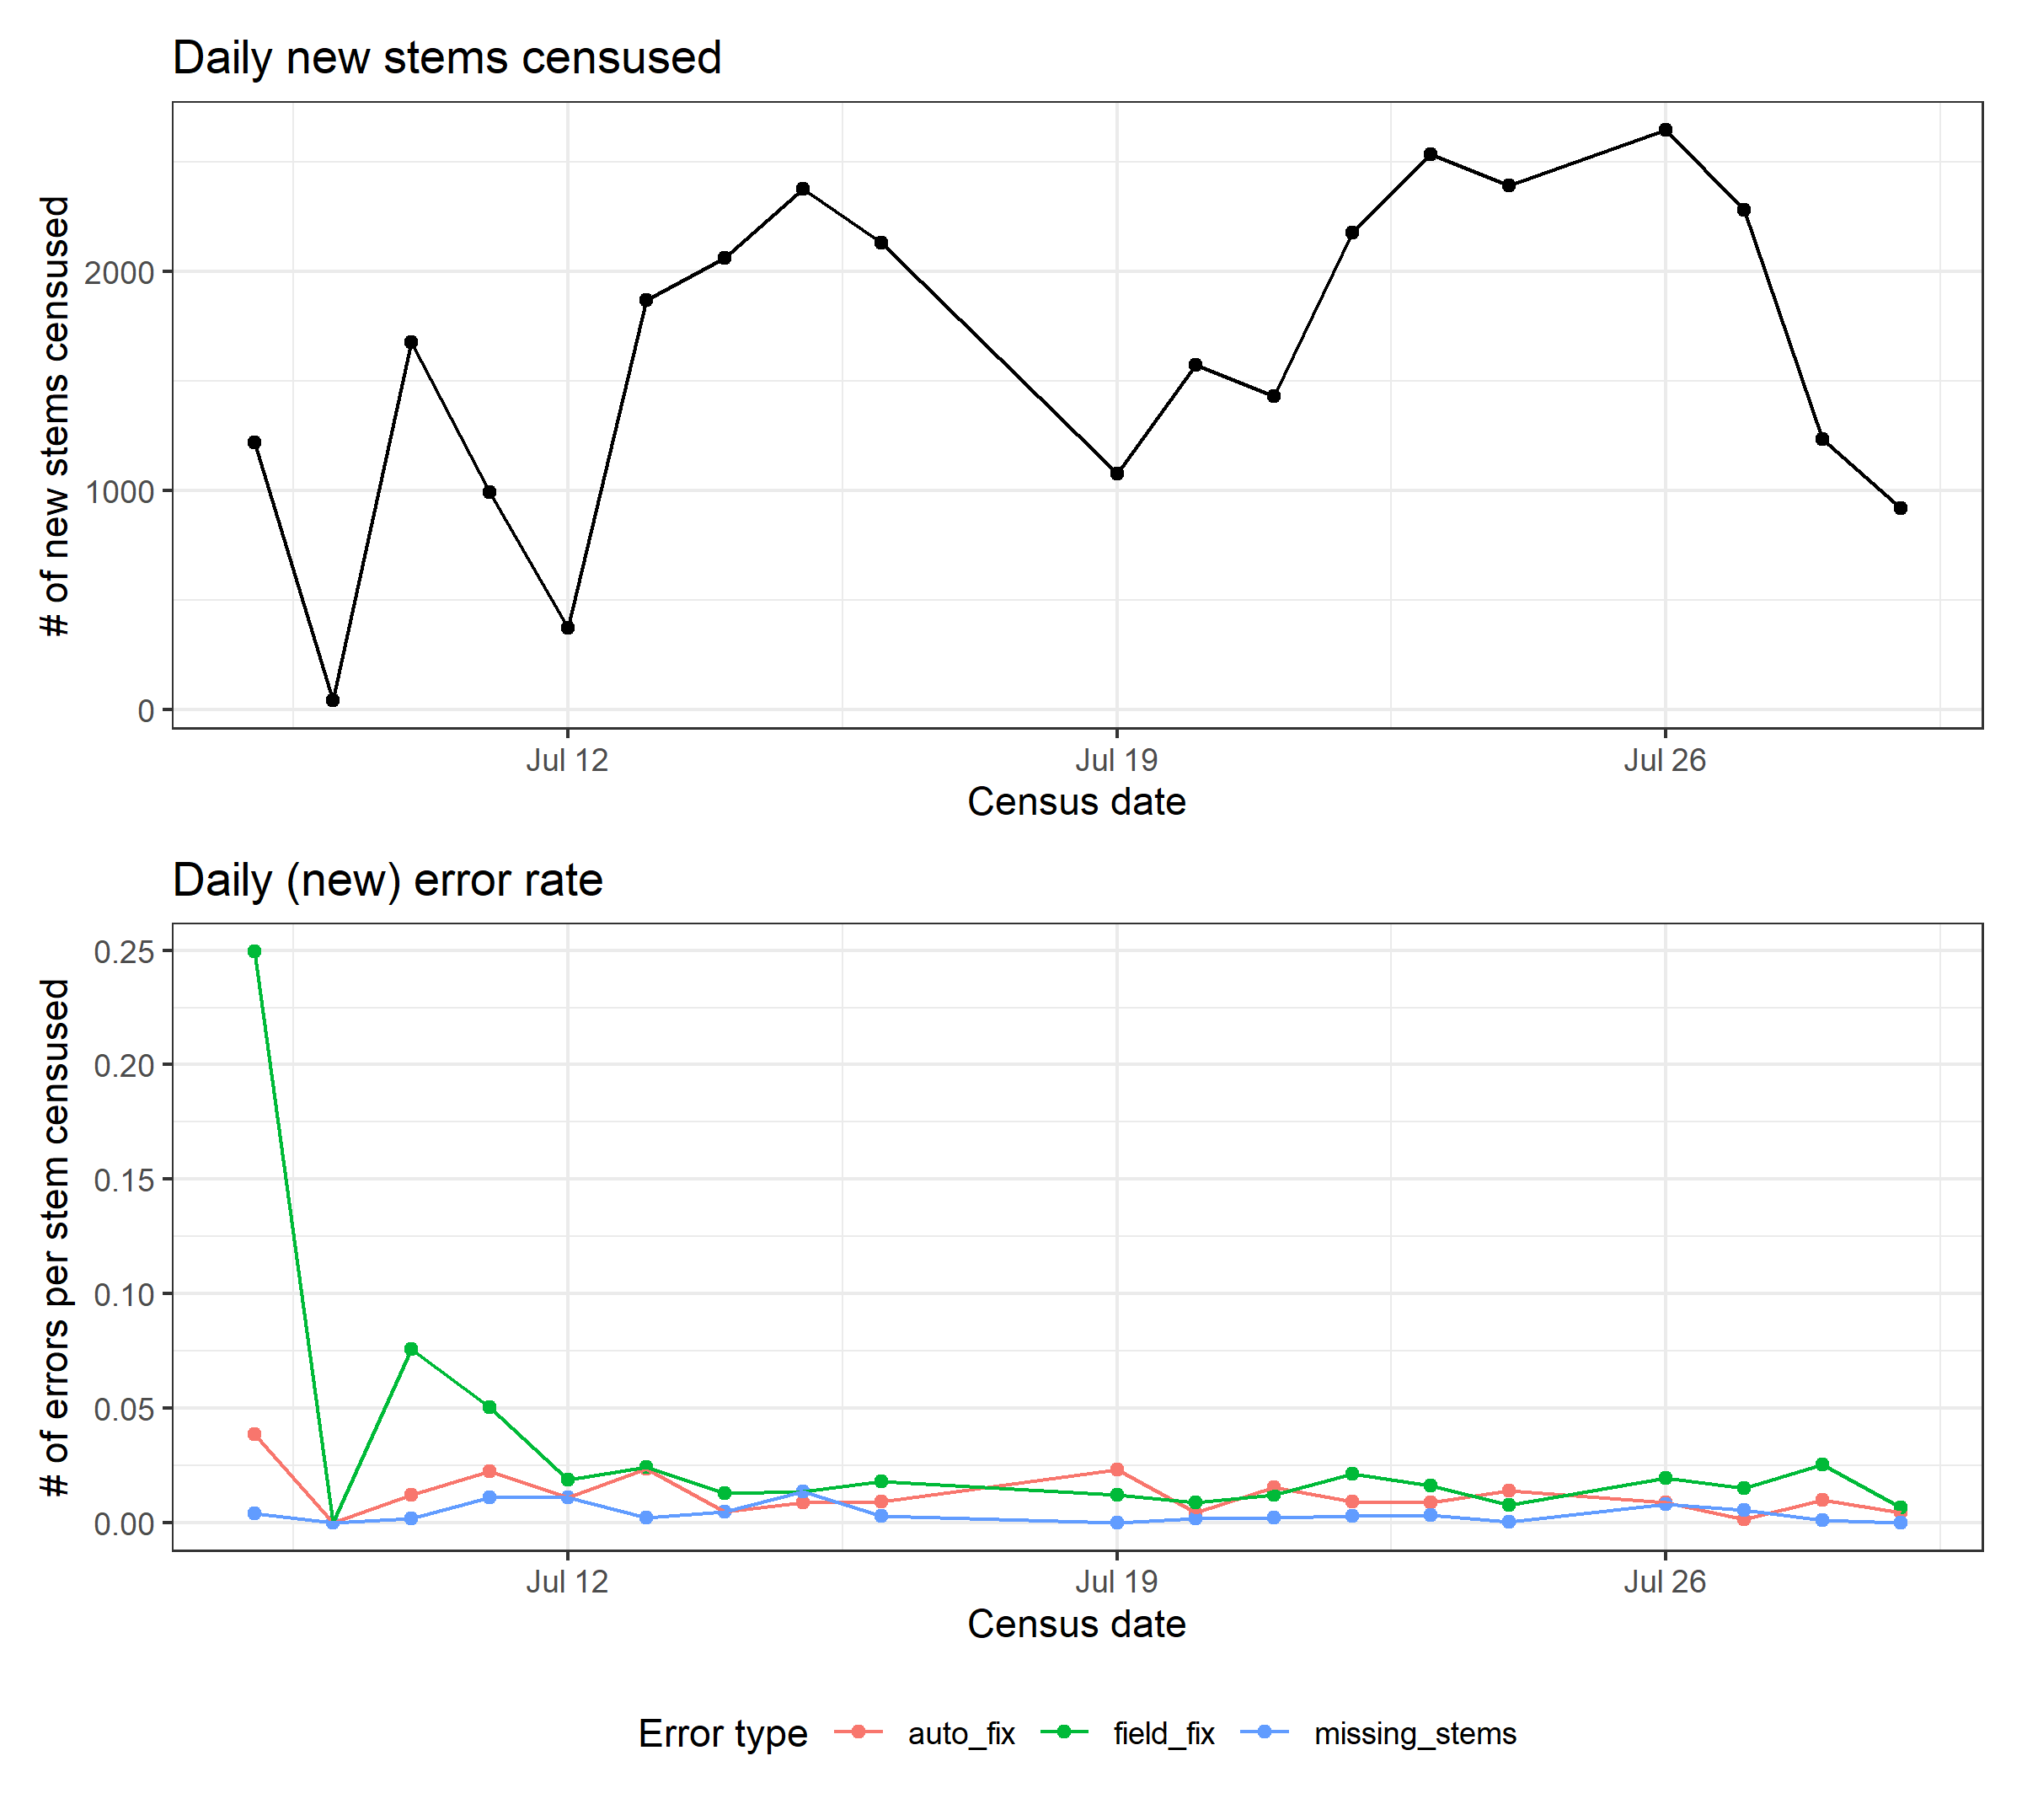 Daily new stems censused
# of new stems censused
2000
1000
0
Jul 12
Jul 19
Jul 26
Census date
Daily (new) error rate
# of errors per stem censused
0.25
0.20
0.15
0.10
0.05
0.00
Jul 12
Jul 19
Jul 26
Census date
Error type
auto_fix
field_fix
missing_stems